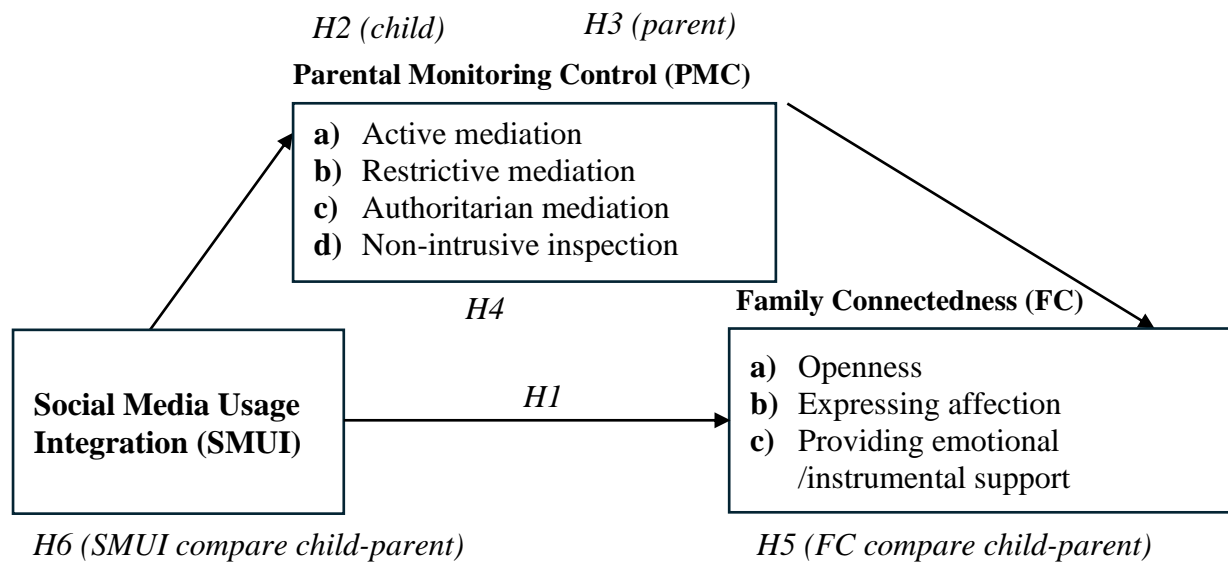 H2 (child)
H3 (parent)
Parental Monitoring Control (PMC)
a) Active mediation
b) Restrictive mediation
c) Authoritarian mediation
d) Non-intrusive inspection
H4
Family Connectedness (FC)
Social Media Usage
Integration (SMUI)
H1
a) Openness
b) Expressing affection
c) Providing emotional
/instrumental support
H6 (SMUI compare child-parent)
H5 (FC compare child-parent)